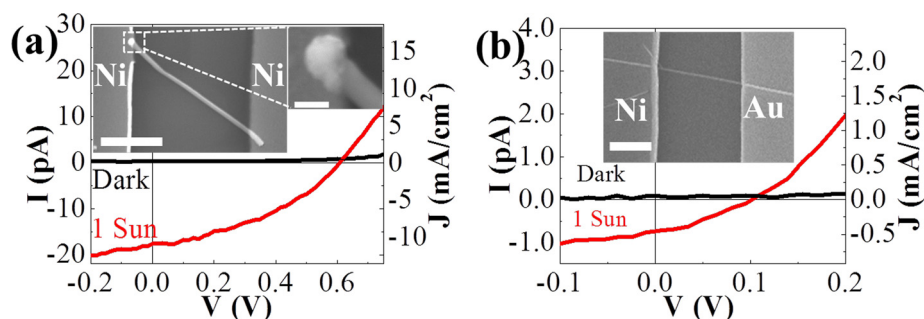 (a)
30
20
10
0
-10
-20
I (pA)
Ni
Ni
Dark
1 Sun
15
10
5
0
-5
-10
J (mA/cm²)
-0.2
0.0
0.2
0.4
0.6
V (V)
(b)
4.0
3.0
2.0
1.0
0.0
-1.0
I (pA)
Ni
Au
Dark
1 Sun
2.0
1.5
1.0
0.5
0.0
-0.5
J (mA/cm²)
-0.1
0.0
0.1
0.2
V (V)